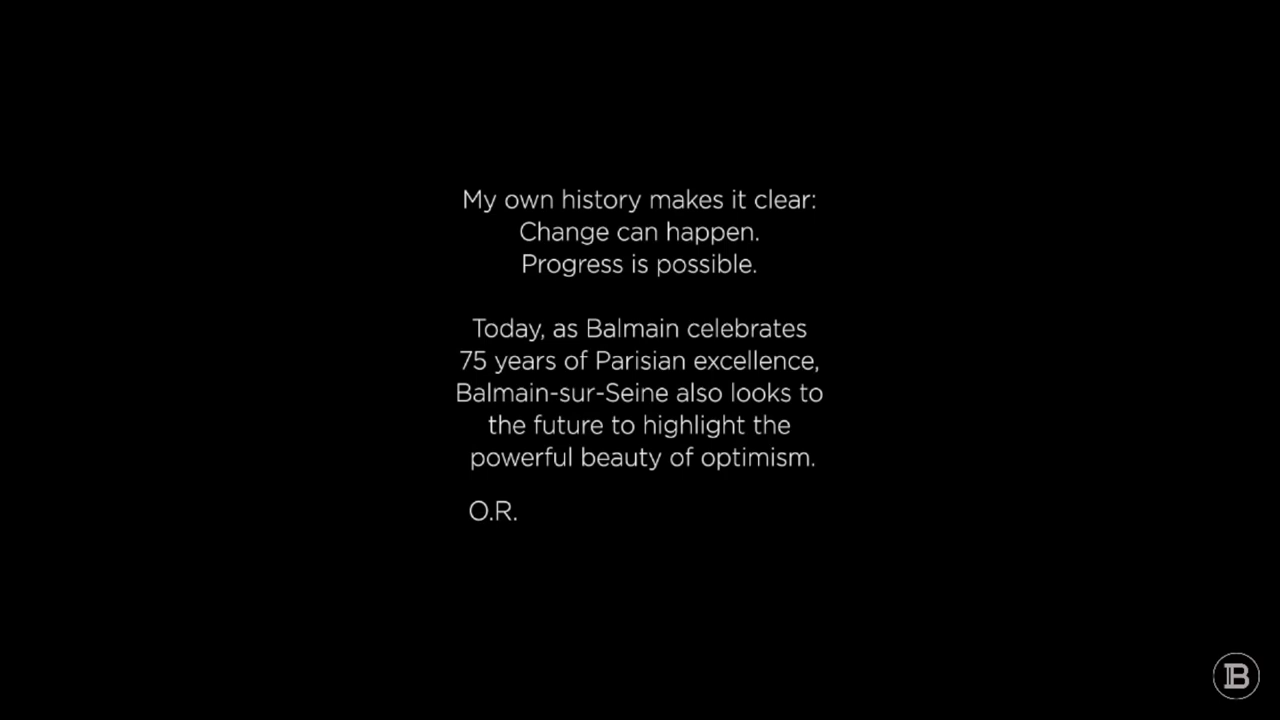 My own history makes it clear:
Change can happen.
Progress is possible.
Today, as Balmain celebrates
75 years of Parisian excellence,
Balmain-sur-Seine also looks to
the future to highlight the
powerful beauty of optimism.
O.R.
B